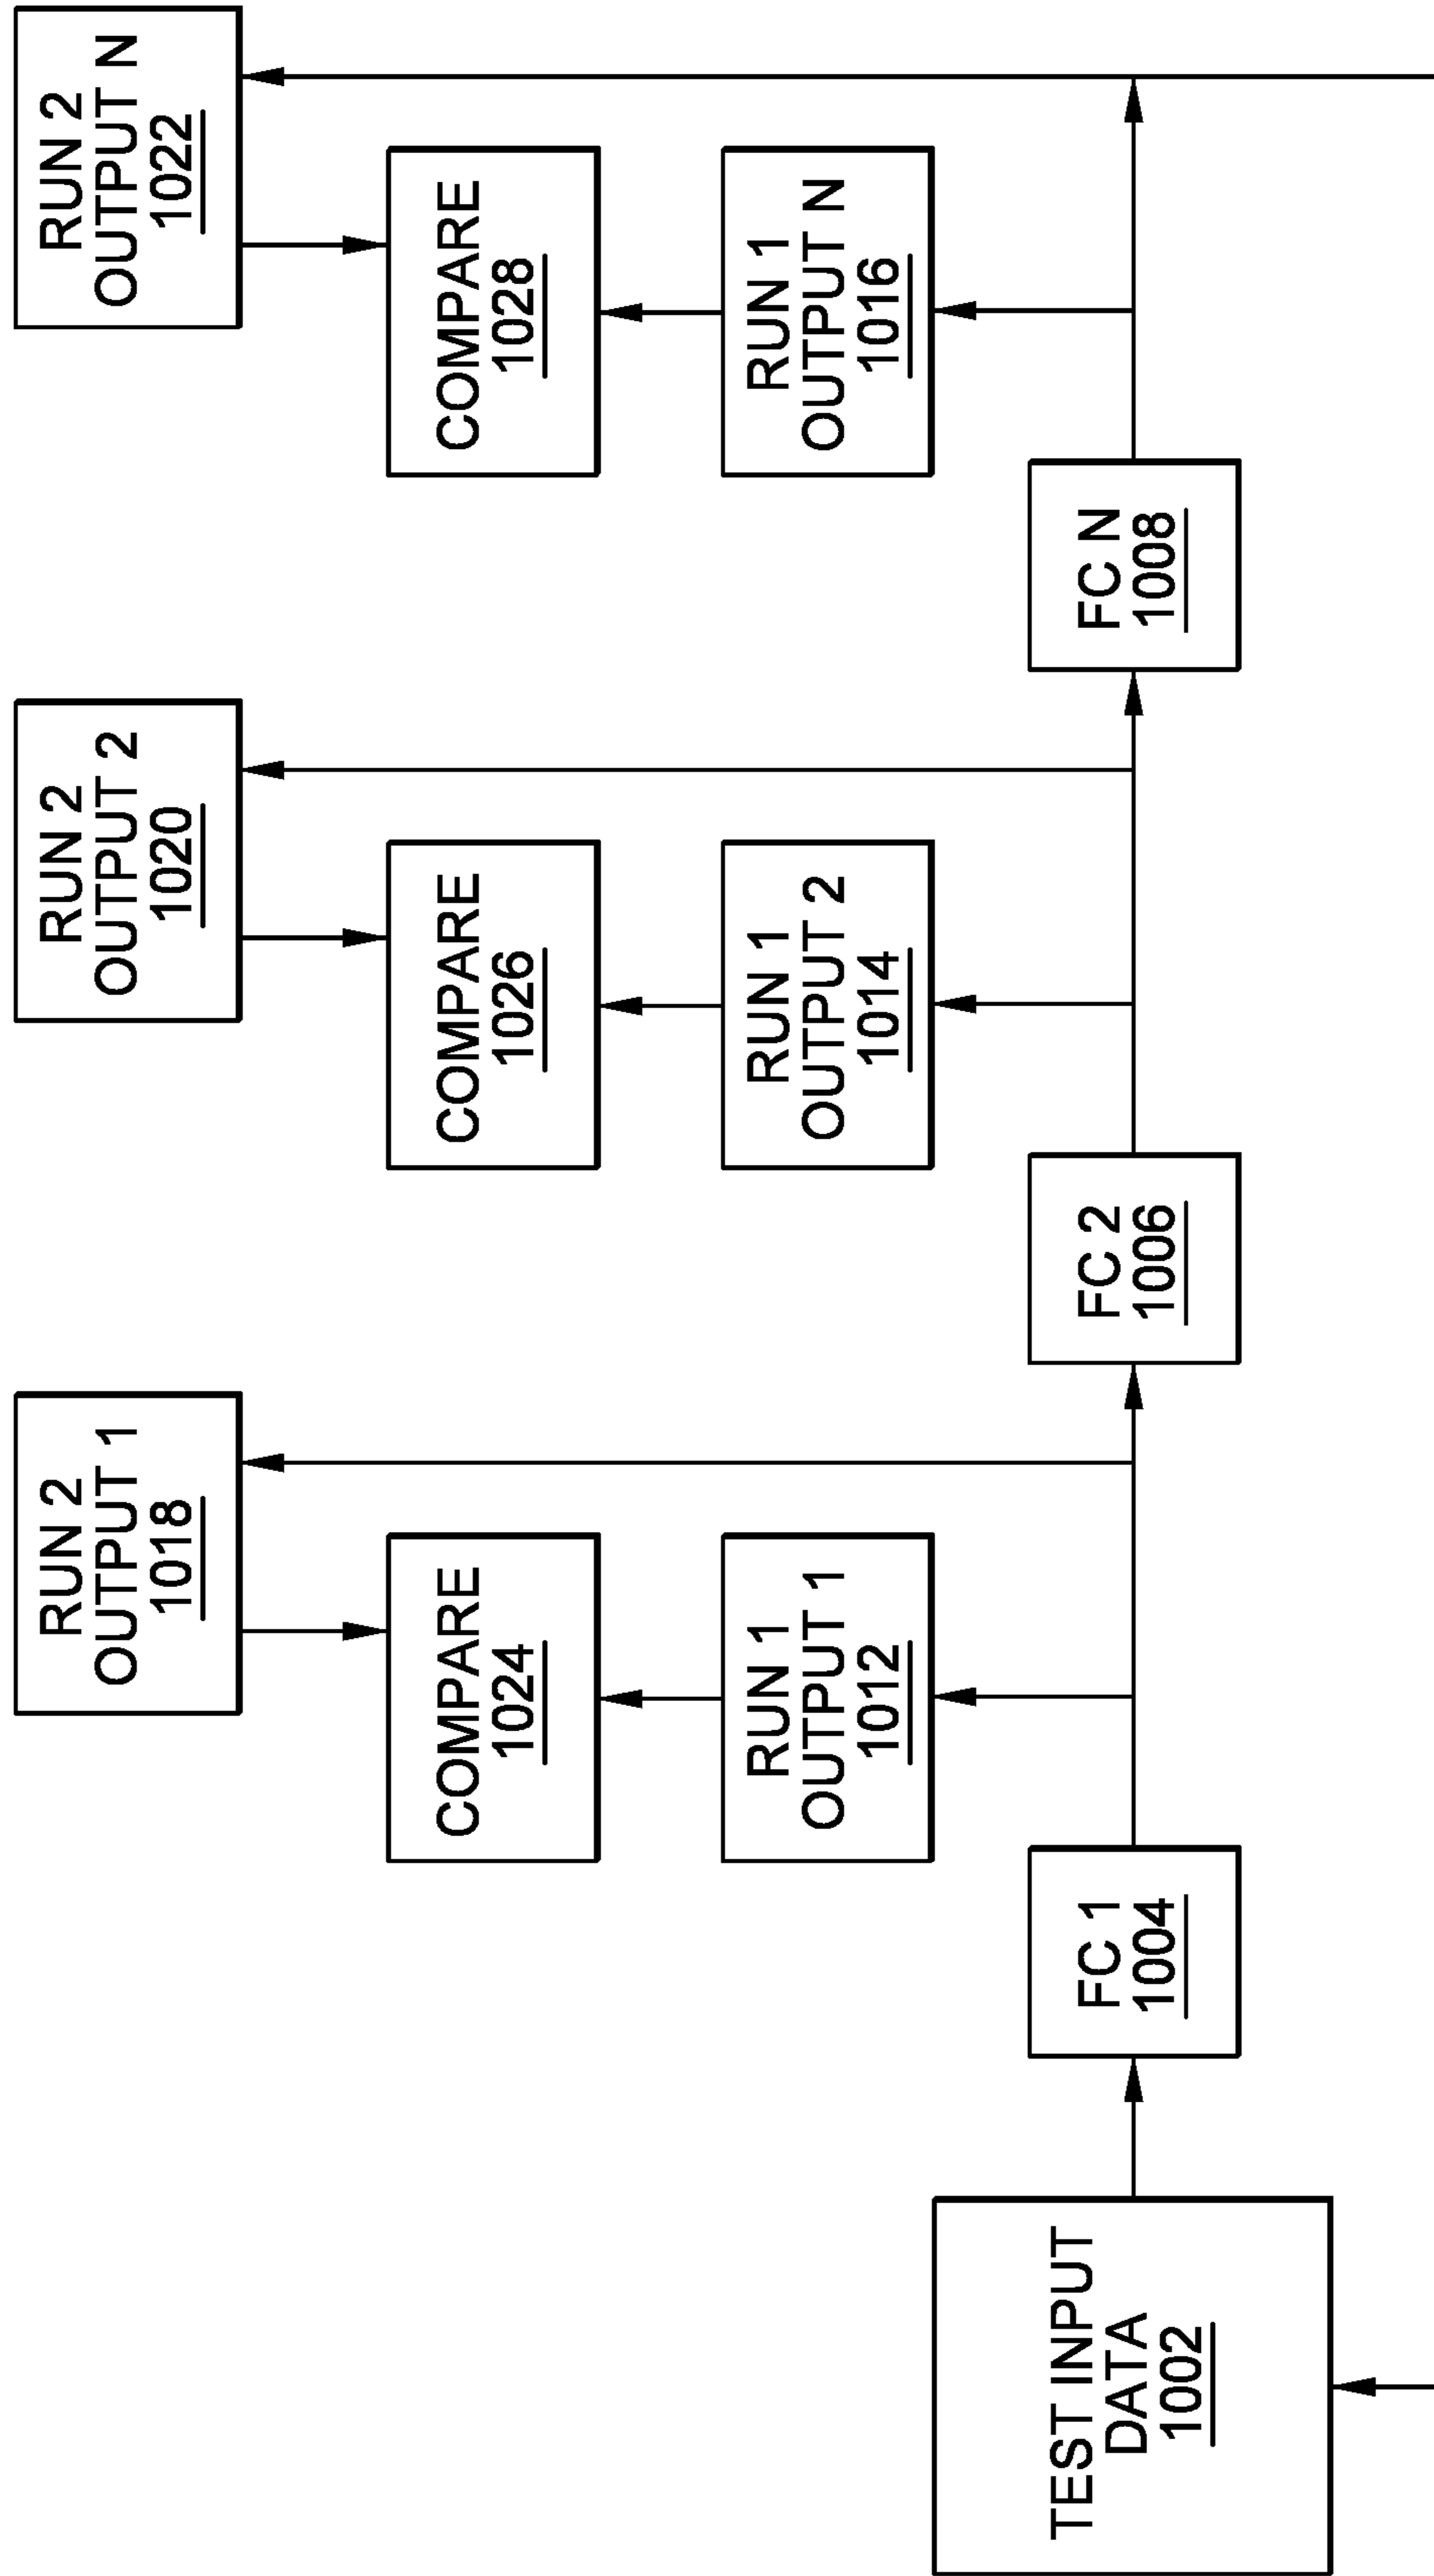 RUN 2
OUTPUT 1
1018
RUN 2
OUTPUT 2
1020
RUN 2
OUTPUT N
1022
COMPARE
1024
COMPARE
1026
COMPARE
1028
RUN 1
OUTPUT 1
1012
RUN 1
OUTPUT 2
1014
RUN 1
OUTPUT N
1016
TEST INPUT
DATA
1002
FC 1
1004
FC 2
1006
FC N
1008